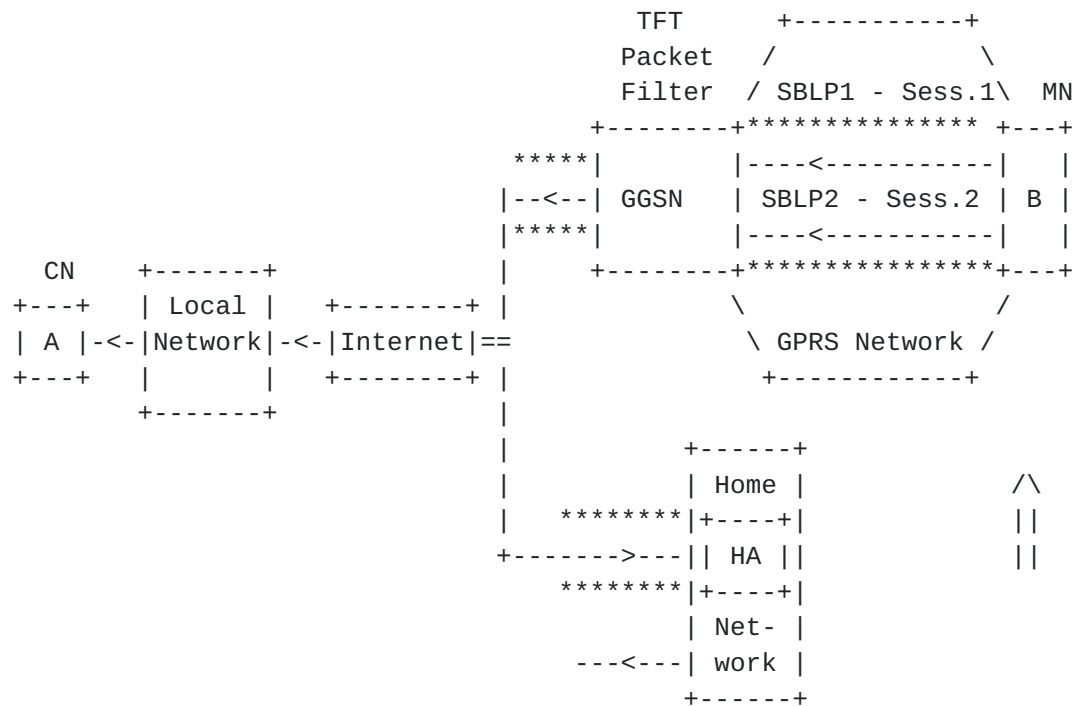 TFT      +-----------+
                                       Packet   /             \
                                       Filter  / SBLP1 - Sess.1\  MN
                                     +--------+*************** +---+
                                *****|        |----<-----------|   |
                               |--<--| GGSN   | SBLP2 - Sess.2 | B |
                               |*****|        |----<-----------|   |
  CN    +-------+              |     +--------+****************+---+
+---+   | Local |   +--------+ |              \                /
| A |-<-|Network|-<-|Internet|==               \ GPRS Network /
+---+   |       |   +--------+ |                +------------+
        +-------+              |
                               |           +------+
                               |           | Home |             /\
                               |   ********|+----+|             ||
                               +------->---|| HA ||             ||
                                   ********|+----+|
                                           | Net- |
                                    ---<---| work |
                                           +------+